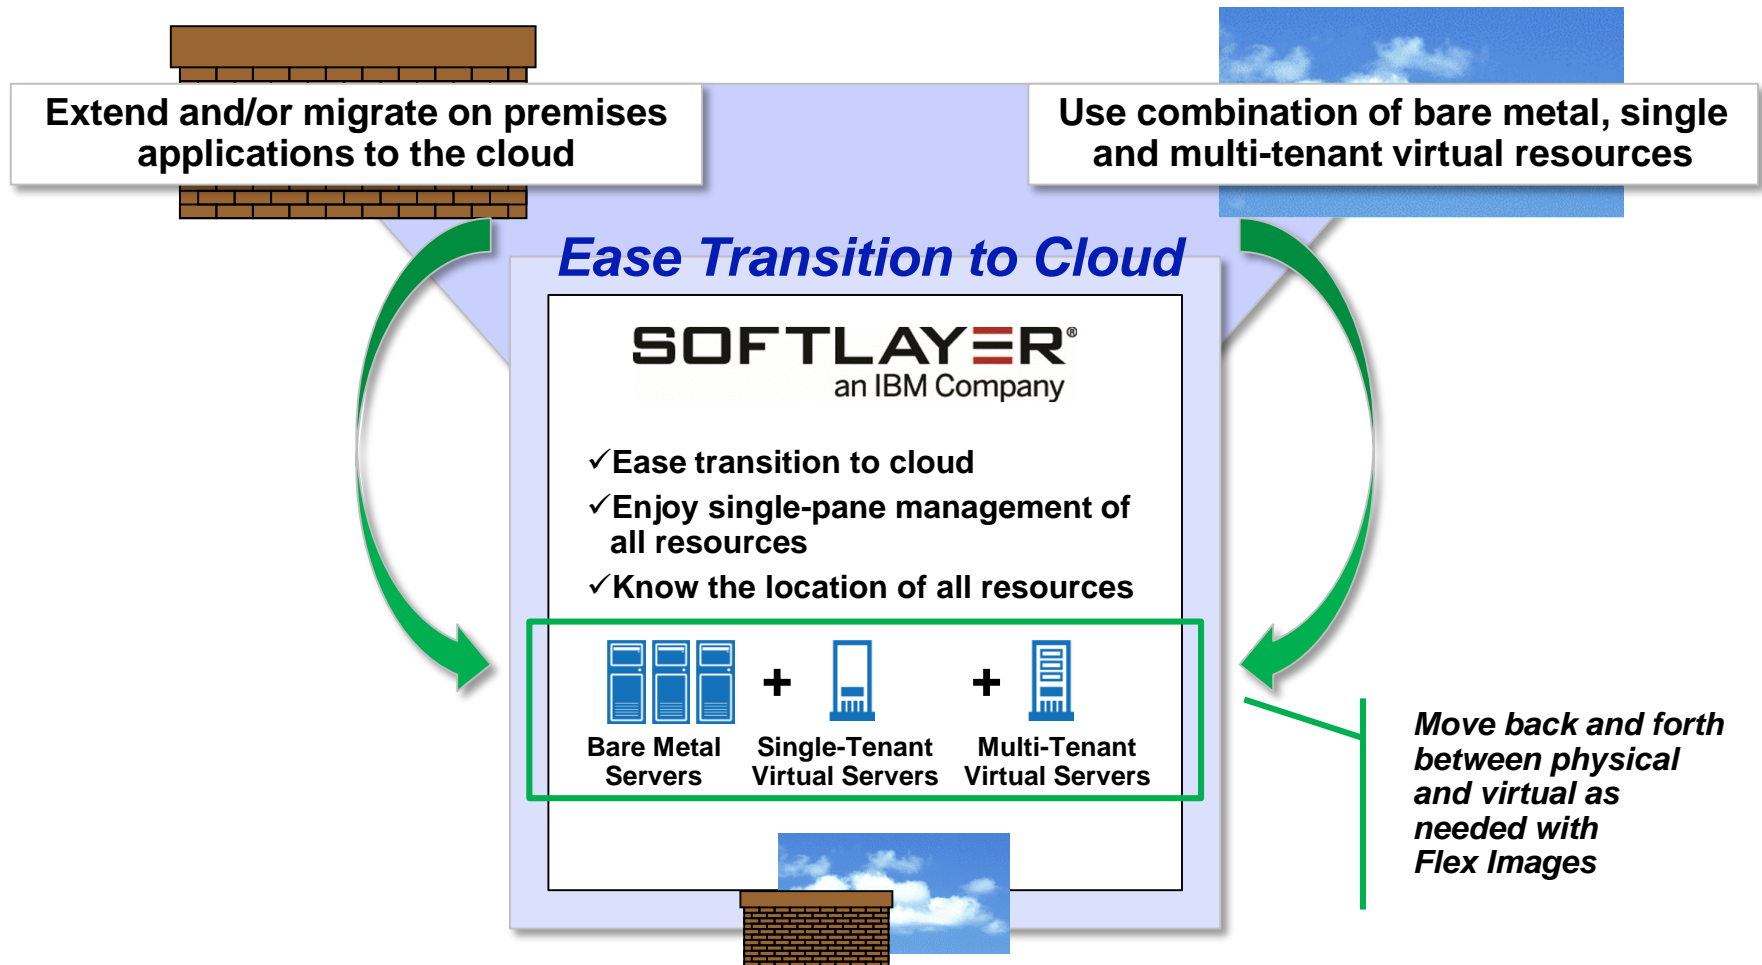 Extend and/or migrate on premises
applications to the cloud
Use combination of bare metal, single
and multi-tenant virtual resources
Ease Transition to Cloud
SOFTLAYER®
an IBM Company
✓Ease transition to cloud
✓Enjoy single-pane management of
all resources
✓Know the location of all resources
+
+
Bare Metal
Servers
Single-Tenant
Virtual Servers
Multi-Tenant
Virtual Servers
Move back and forth
between physical
and virtual as
needed with
Flex Images